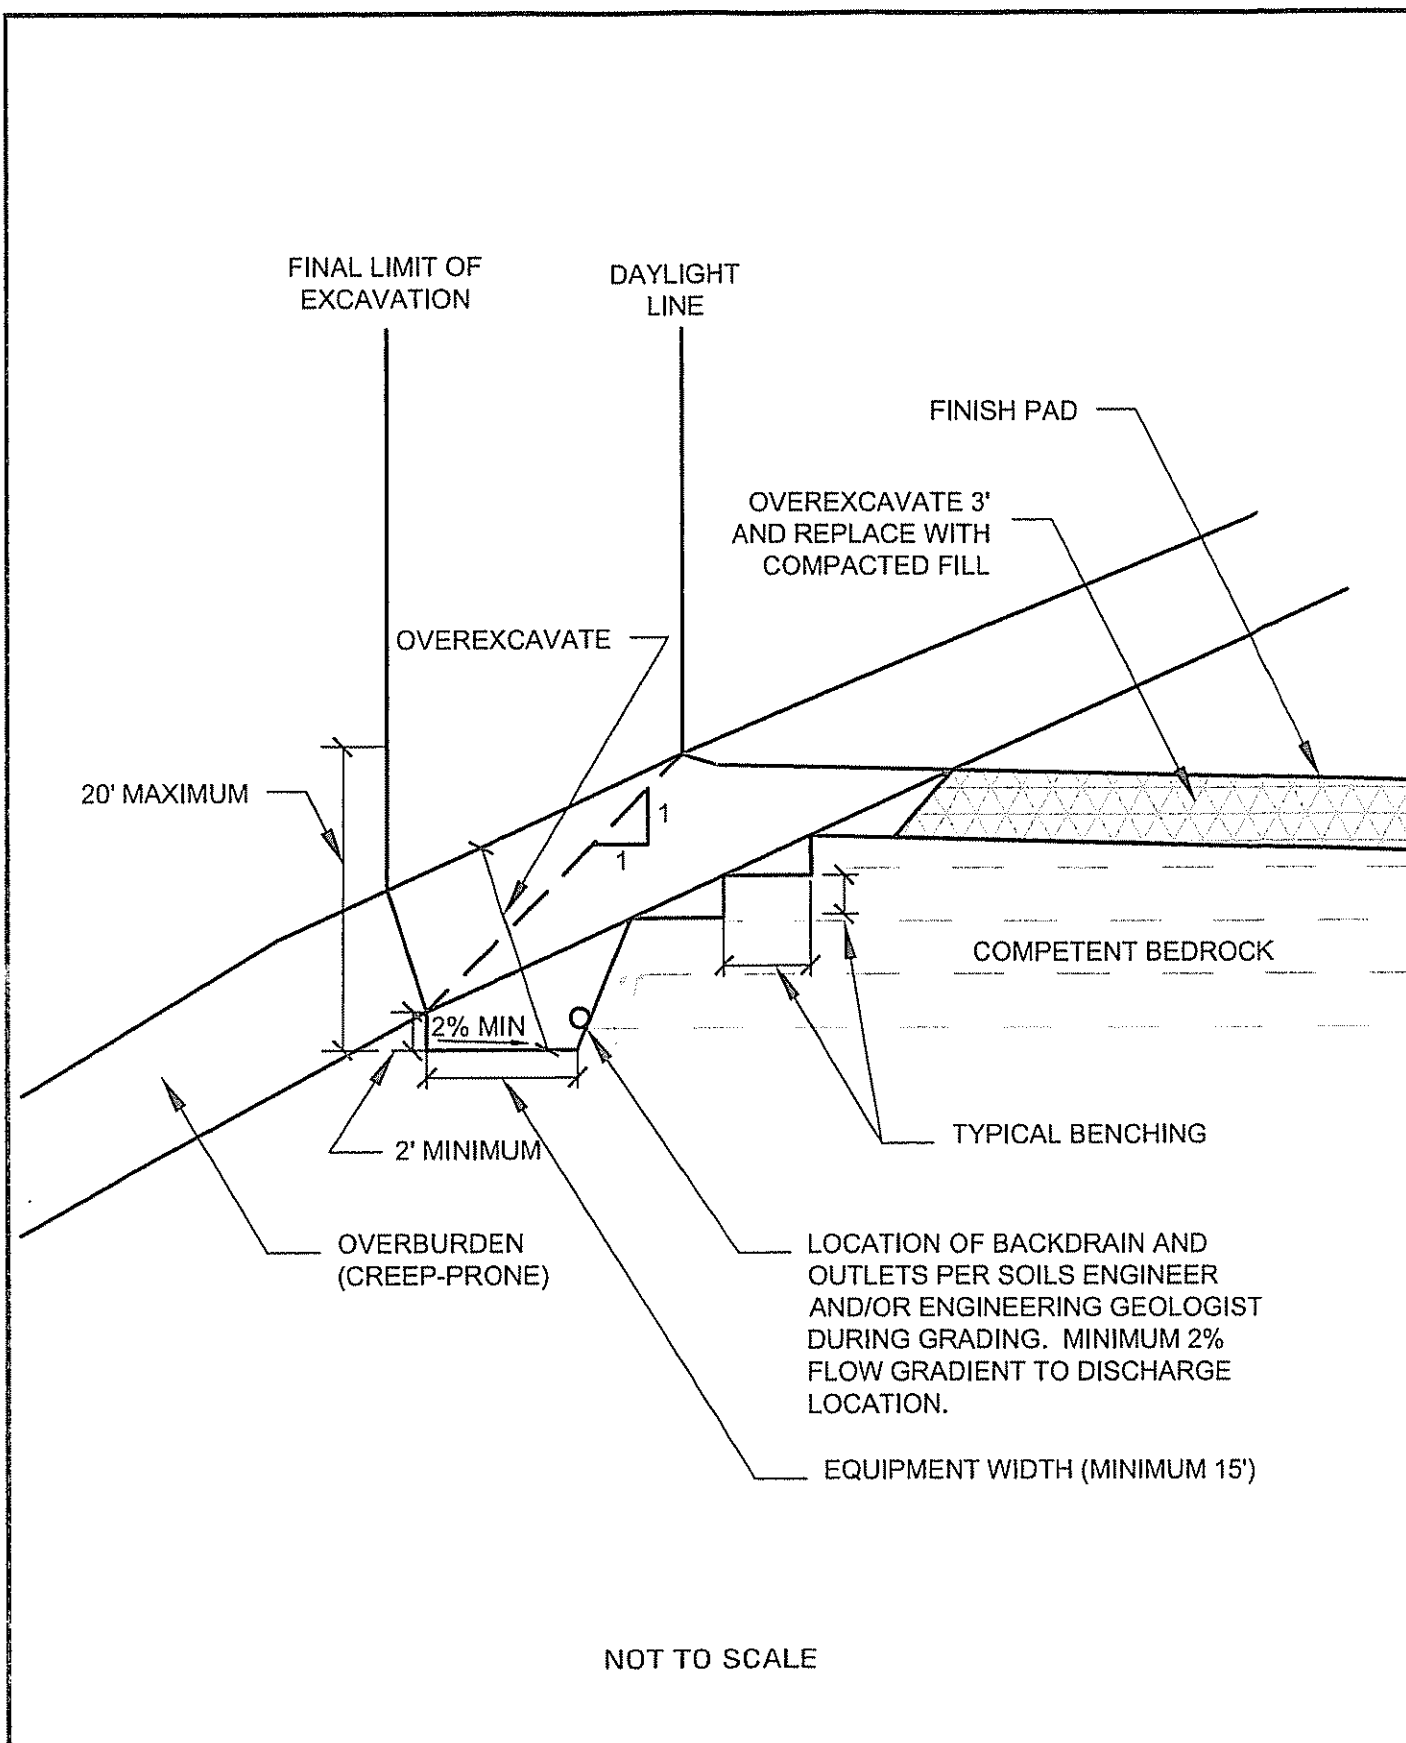 FINAL LIMIT OF
EXCAVATION
DAYLIGHT
LINE
FINISH PAD
OVEREXCAVATE 3'
AND REPLACE WITH
COMPACTED FILL
OVEREXCAVATE
20' MAXIMUM
1
1
COMPETENT BEDROCK
2% MIN
TYPICAL BENCHING
2' MINIMUM
OVERBURDEN
(CREEP-PRONE)
LOCATION OF BACKDRAIN AND
OUTLETS PER SOILS ENGINEER
AND/OR ENGINEERING GEOLOGIST
DURING GRADING. MINIMUM 2%
FLOW GRADIENT TO DISCHARGE
LOCATION.
EQUIPMENT WIDTH (MINIMUM 15')
NOT TO SCALE